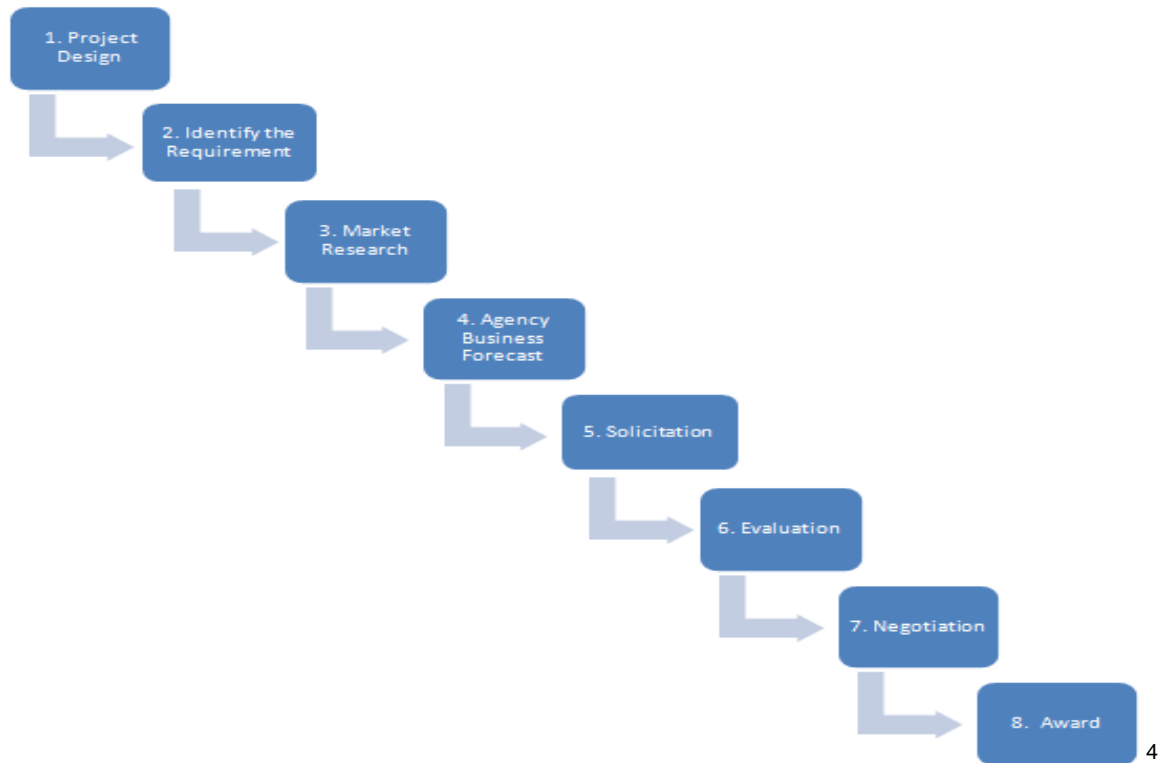 1. Project
Design
2. Identify the
Requirement
3. Market
Research
4. Agency
Business
Forecast
5. Solicitation
6. Evaluation
7. Negotiation
8. Award
4